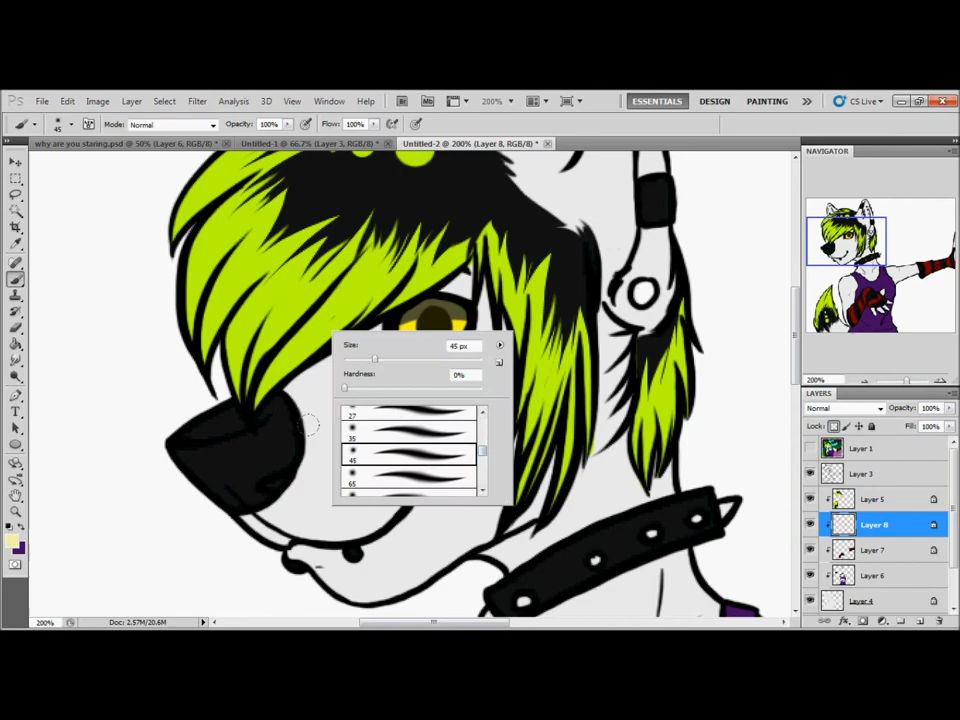 Ps File Edit Image Layer Select Filter Analysis 3D View Window Help Br Mb 200% ESSENTIALS DESIGN PAINTING CS Live
45 Mode: Normal Opacity: 100% Flow: 100%
why are you staring.psd @ 50% (Layer 6, RGB/8) * Untitled-1 @ 66.7% (Layer 3, RGB/8) * Untitled-2 @ 200% (Layer 8, RGB/8) *
NAVIGATOR
Size: 45 px
Hardness: 0%
27
35
45
65
200%
LAYERS
Normal Opacity: 100%
Lock: Fill: 100%
Layer 1
Layer 3
Layer 5
Layer 8
Layer 7
Layer 6
Layer 4
200% Doc: 2.57M/20.6M